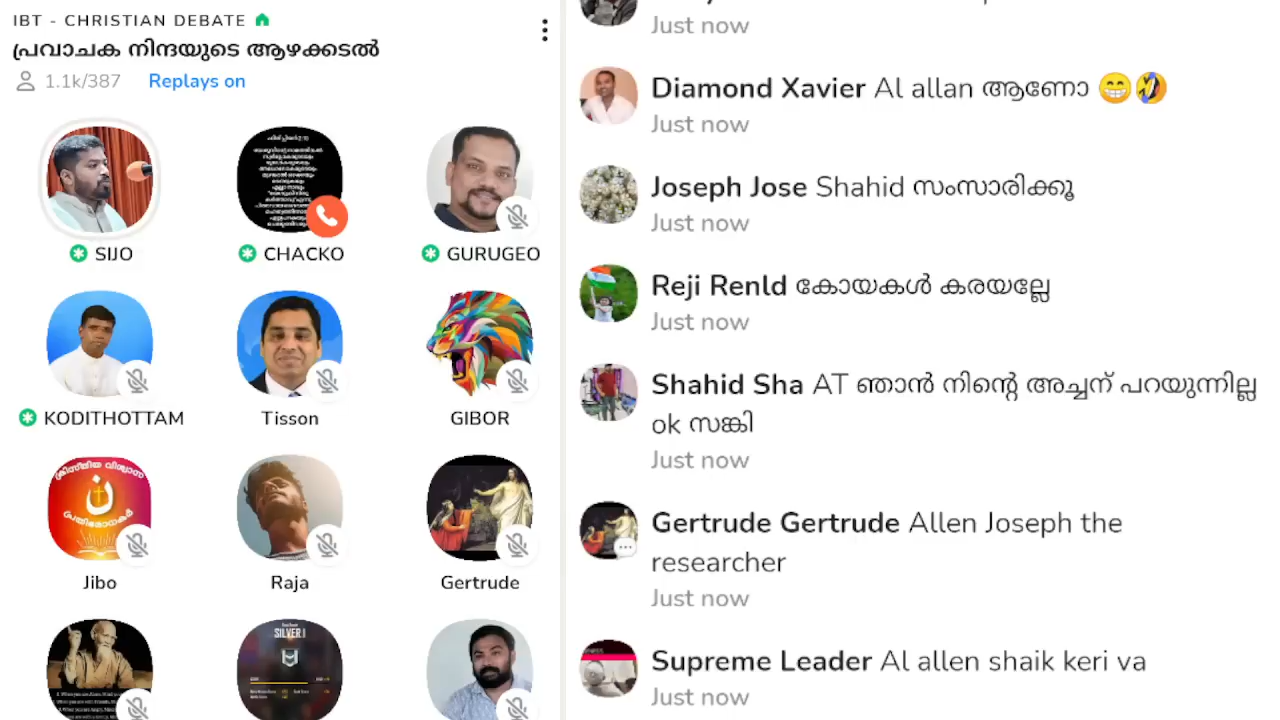 IBT - CHRISTIAN DEBATE
പ്രവാചക നിന്ദയുടെ ആഴക്കടൽ
1.1k/387 Replays on
SIJO CHACKO GURUGEO
KODITHOTTAM Tisson GIBOR
ക്രിസ്തീയ വിശ്വാസ
പ്രതിരോധകർ
Jibo Raja Gertrude
SILVER I
Just now
Diamond Xavier Al allan ആണോ 😁🤣
Just now
Joseph Jose Shahid സംസാരിക്കൂ
Just now
Reji Renld കോയകൾ കരയല്ലേ
Just now
Shahid Sha AT ഞാൻ നിന്റെ അച്ചന് പറയുന്നില്ല
ok സങ്കി
Just now
Gertrude Gertrude Allen Joseph the
researcher
Just now
Supreme Leader Al allen shaik keri va
Just now